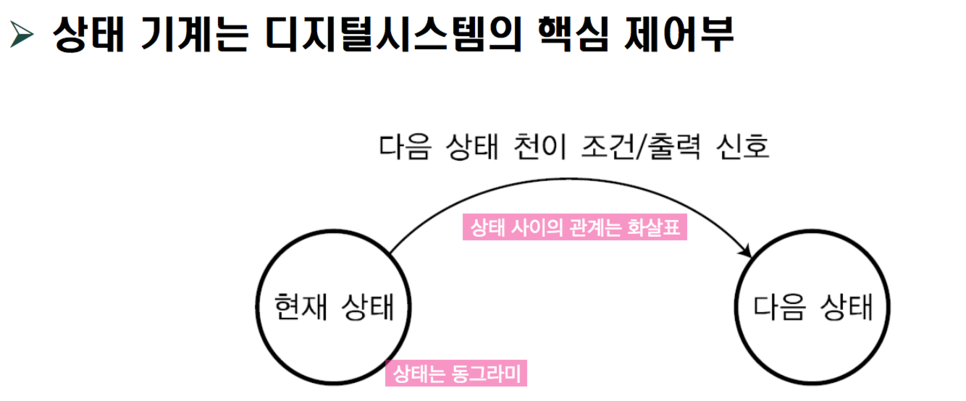 ➢ 상태 기계는 디지털시스템의 핵심 제어부
다음 상태 천이 조건/출력 신호
상태 사이의 관계는 화살표
현재 상태
다음 상태
상태는 동그라미